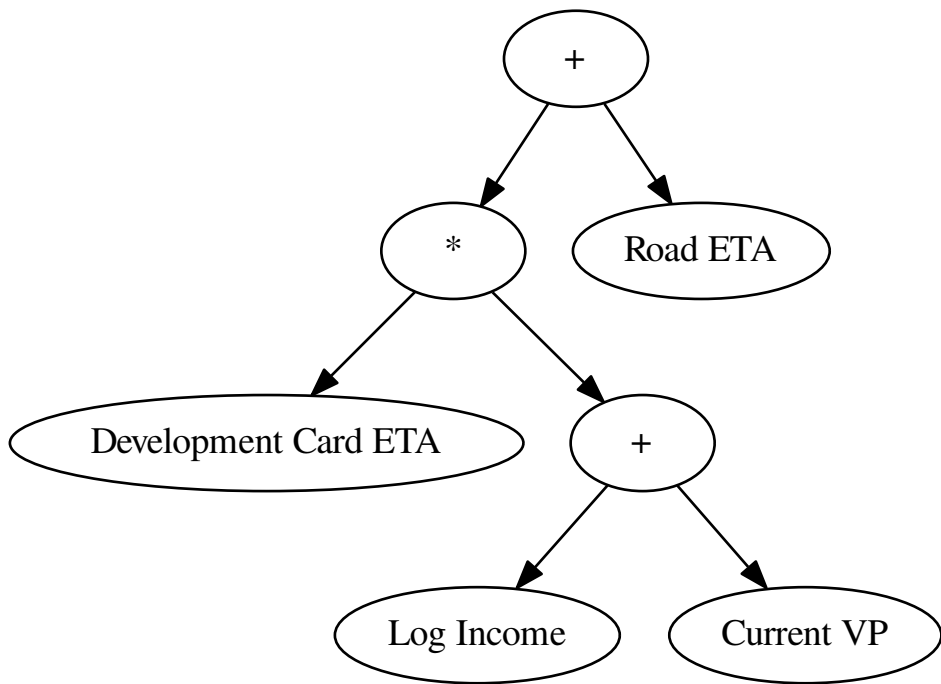 +
*
Road ETA
Development Card ETA
+
Log Income
Current VP